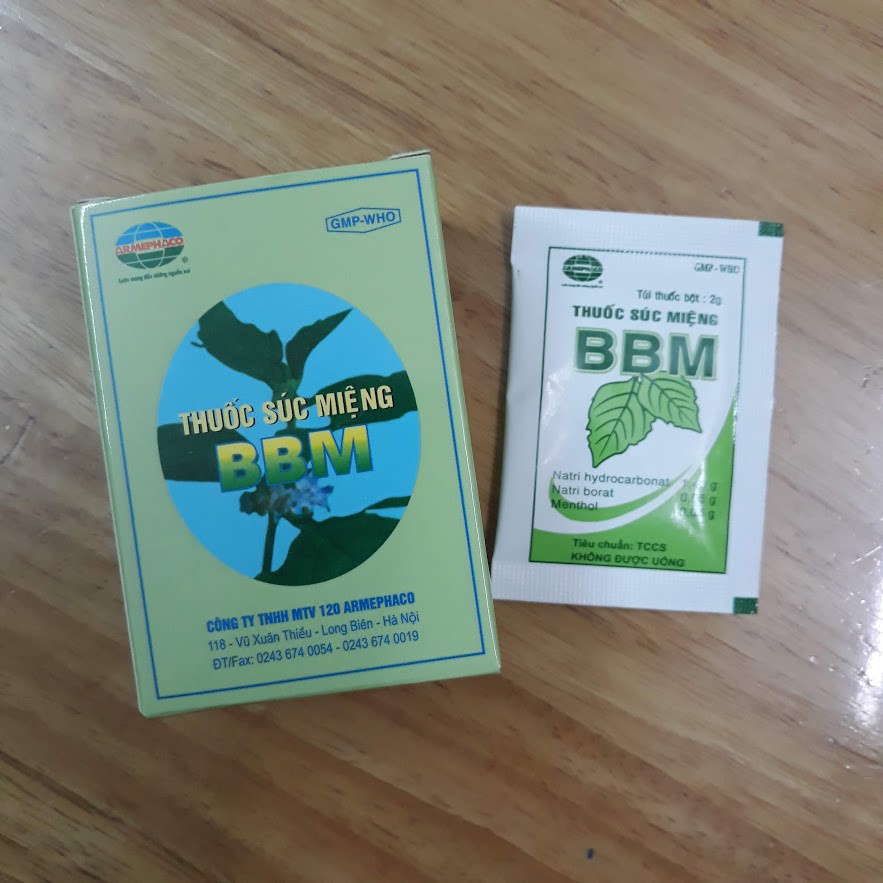 ARMEPHACO
GMP-WHO
THUỐC SÚC MIỆNG
BBM
CÔNG TY TNHH MTV 120 ARMEPHACO
118 - Vũ Xuân Thiều - Long Biên - Hà Nội
ĐT/Fax: 0243 674 0054 - 0243 674 0019
ARMEPHACO
GMP - WHO
Túi thuốc bột : 2g
THUỐC SÚC MIỆNG
BBM
Natri hydrocarbonat g
Natri borat g
Menthol g
Tiêu chuẩn: TCCS
KHÔNG ĐƯỢC UỐNG